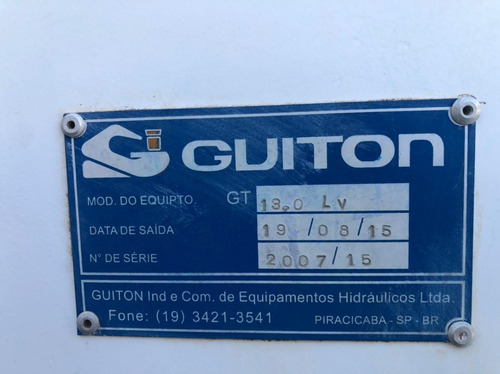 GUITON
MOD. DO EQUIPTO. GT 13.0 LV
DATA DE SAÍDA 19/08/15
N° DE SÉRIE 2007/15
GUITON Ind e Com. de Equipamentos Hidráulicos Ltda.
Fone: (19) 3421-3541 PIRACICABA - SP - BR